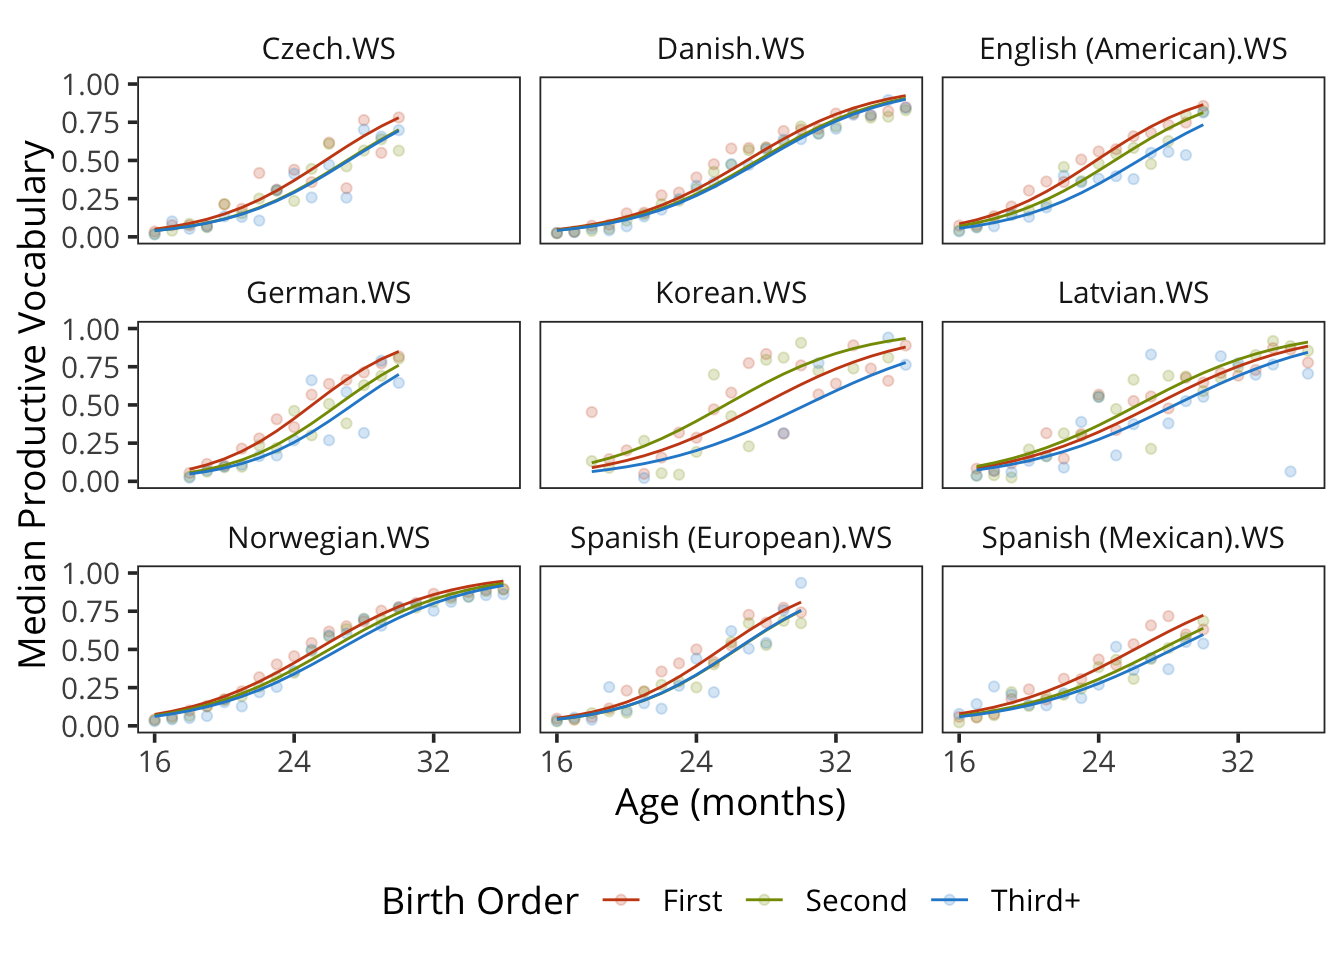 Czech.WS Danish.WS English (American).WS
1.00
0.75
0.50
0.25
0.00
German.WS Korean.WS Latvian.WS
1.00
0.75
0.50
0.25
0.00
Norwegian.WS Spanish (European).WS Spanish (Mexican).WS
1.00
0.75
0.50
0.25
0.00
16 24 32 16 24 32 16 24 32
Median Productive Vocabulary
Age (months)
Birth Order First Second Third+